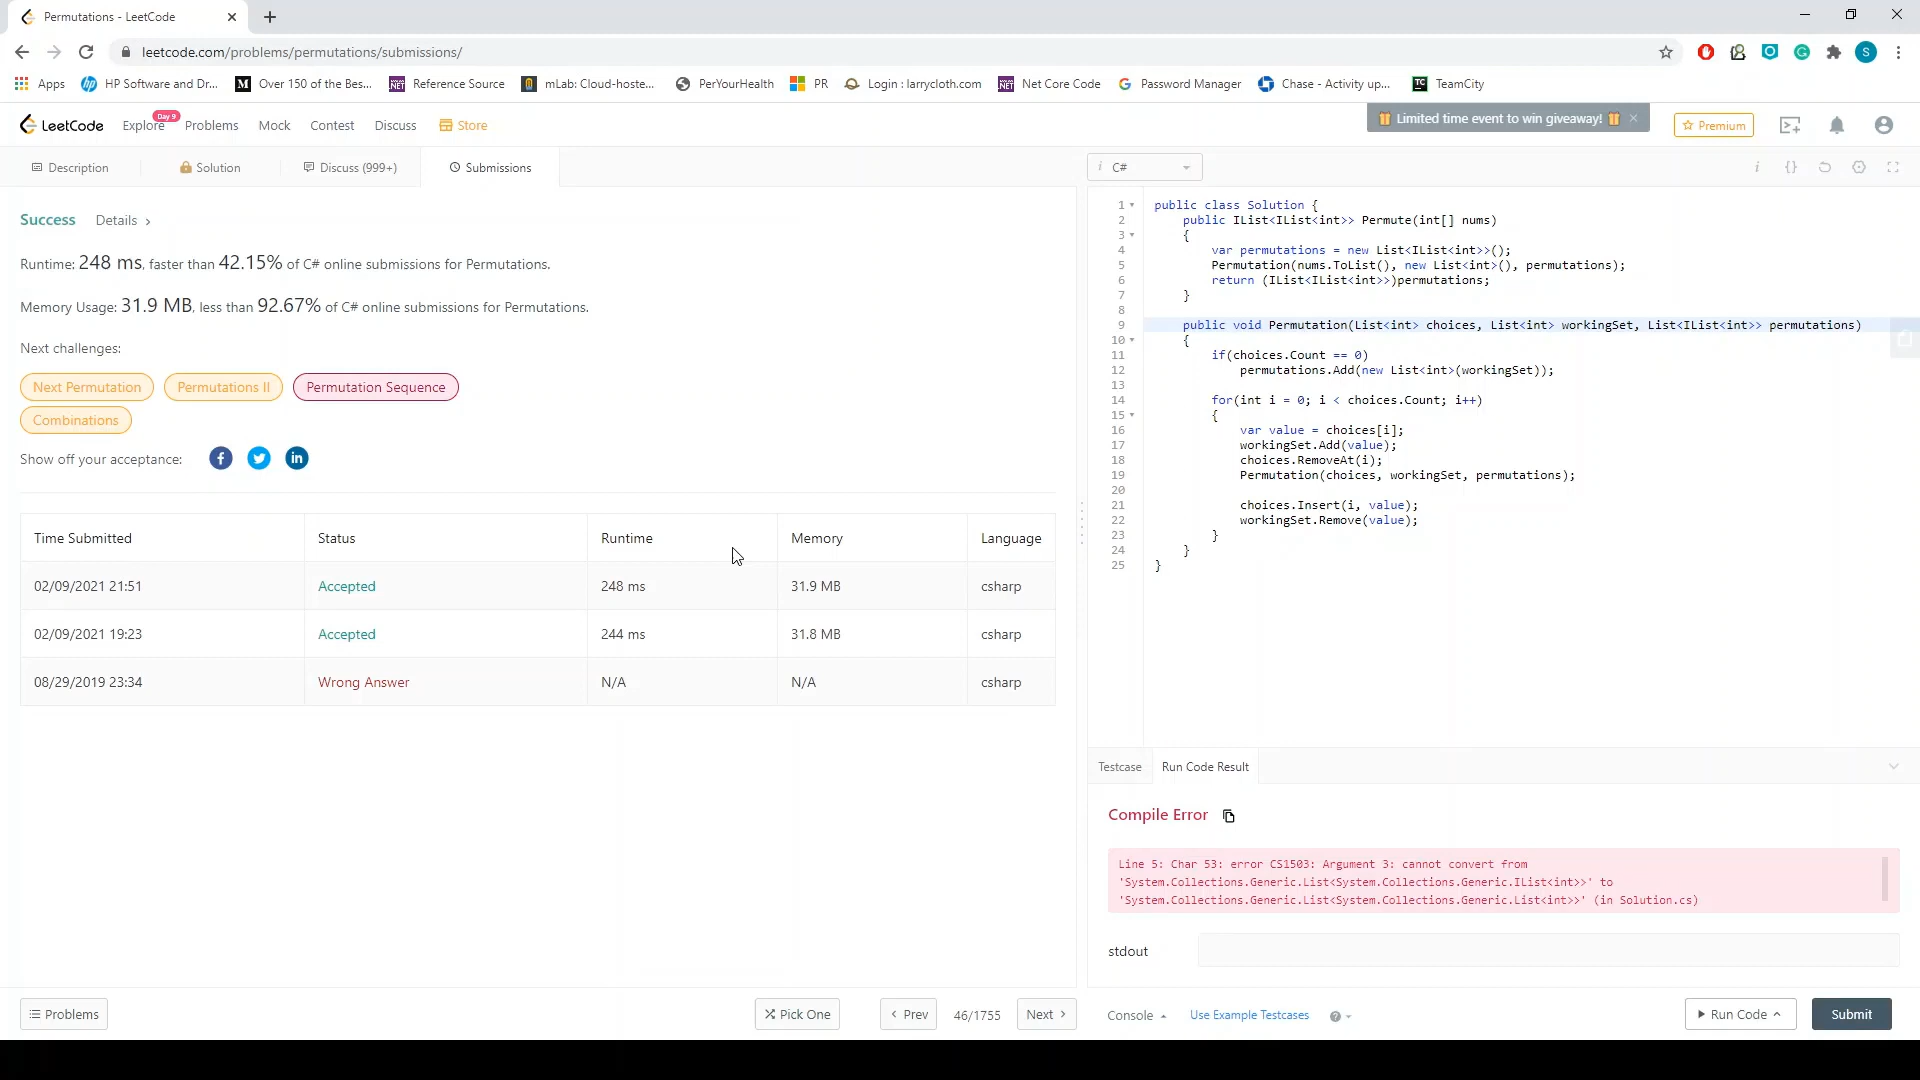 Permutations - LeetCode
leetcode.com/problems/permutations/submissions/
S
Apps HP Software and Dr... Over 150 of the Bes... Reference Source mLab: Cloud-hoste... PerYourHealth PR Login : larrycloth.com Net Core Code Password Manager Chase - Activity up... TeamCity
LeetCode Explore Day 9 Problems Mock Contest Discuss Store Limited time event to win giveaway! Premium
Description Solution Discuss (999+) Submissions
i C#
Success Details
Runtime: 248 ms, faster than 42.15% of C# online submissions for Permutations.
Memory Usage: 31.9 MB, less than 92.67% of C# online submissions for Permutations.
Next challenges:
Next Permutation Permutations II Permutation Sequence
Combinations
Show off your acceptance:
Time Submitted Status Runtime Memory Language
02/09/2021 21:51 Accepted 248 ms 31.9 MB csharp
02/09/2021 19:23 Accepted 244 ms 31.8 MB csharp
08/29/2019 23:34 Wrong Answer N/A N/A csharp
1 public class Solution {
2 public IList<IList<int>> Permute(int[] nums)
3 {
4 var permutations = new List<IList<int>>();
5 Permutation(nums.ToList(), new List<int>(), permutations);
6 return (IList<IList<int>>)permutations;
7 }
8
9 public void Permutation(List<int> choices, List<int> workingSet, List<IList<int>> permutations)
10 {
11 if(choices.Count == 0)
12 permutations.Add(new List<int>(workingSet));
13
14 for(int i = 0; i < choices.Count; i++)
15 {
16 var value = choices[i];
17 workingSet.Add(value);
18 choices.RemoveAt(i);
19 Permutation(choices, workingSet, permutations);
20
21 choices.Insert(i, value);
22 workingSet.Remove(value);
23 }
24 }
25 }
Testcase Run Code Result
Compile Error
Line 5: Char 53: error CS1503: Argument 3: cannot convert from
'System.Collections.Generic.List<System.Collections.Generic.IList<int>>' to
'System.Collections.Generic.List<System.Collections.Generic.List<int>>' (in Solution.cs)
stdout
Problems Pick One Prev 46/1755 Next Console Use Example Testcases Run Code Submit